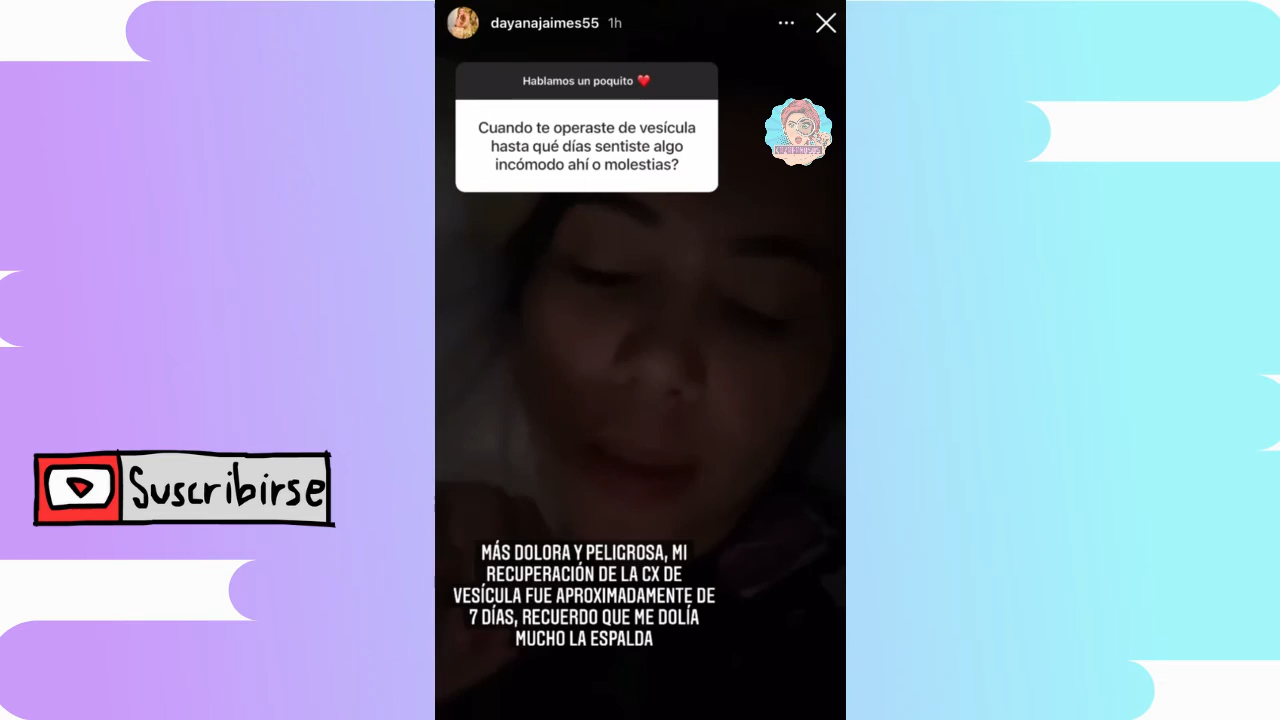 dayanajaimes55 1h
Hablamos un poquito ❤️
Cuando te operaste de vesícula
hasta qué días sentiste algo
incómodo ahí o molestias?
Suscribirse
MÁS DOLORA Y PELIGROSA, MI
RECUPERACIÓN DE LA CX DE
VESÍCULA FUE APROXIMADAMENTE DE
7 DÍAS, RECUERDO QUE ME DOLÍA
MUCHO LA ESPALDA